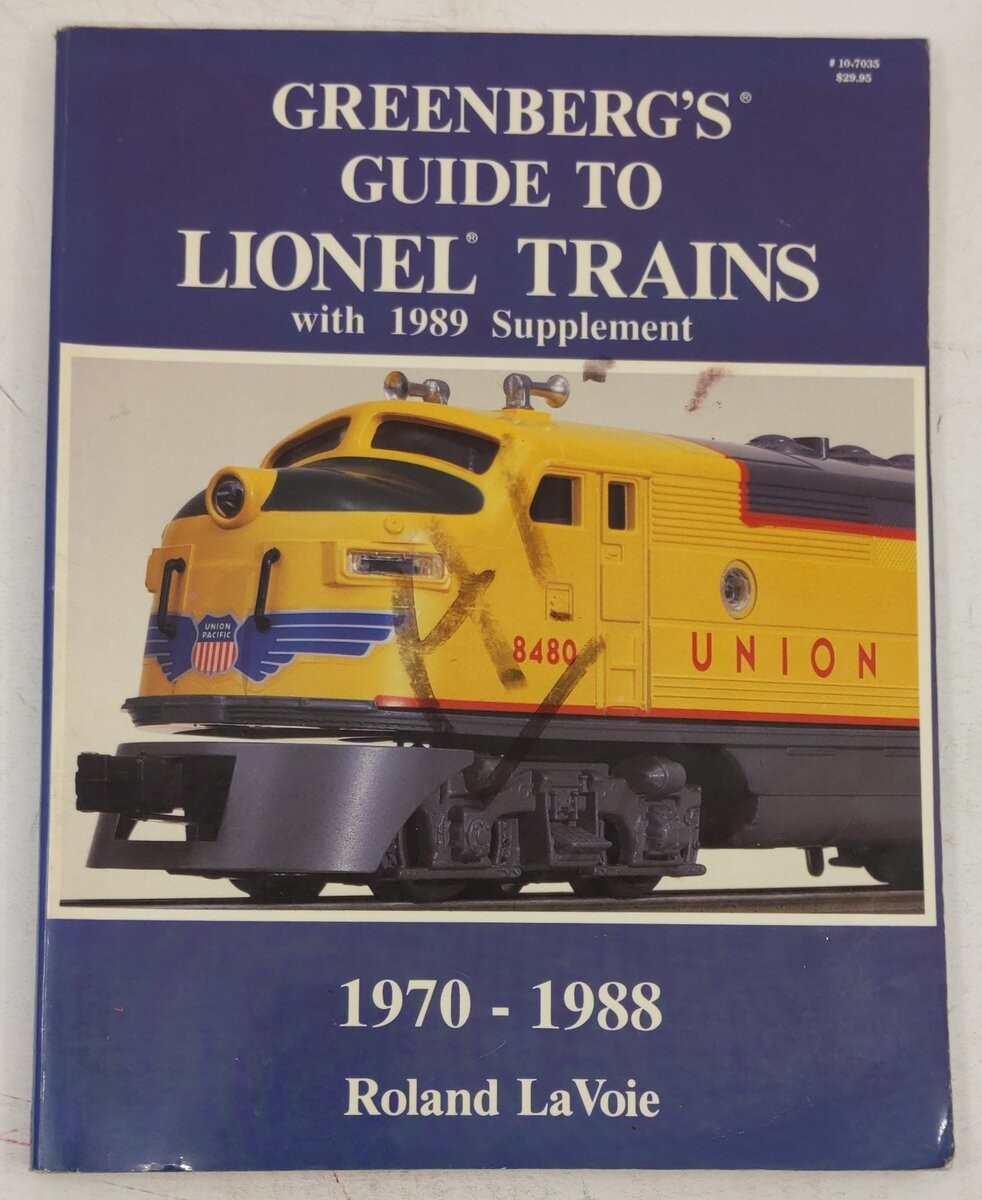 # 10-7035
$29.95
GREENBERG'S®
GUIDE TO
LIONEL® TRAINS
with 1989 Supplement
UNION
PACIFIC
8480
UNION
1970 - 1988
Roland LaVoie